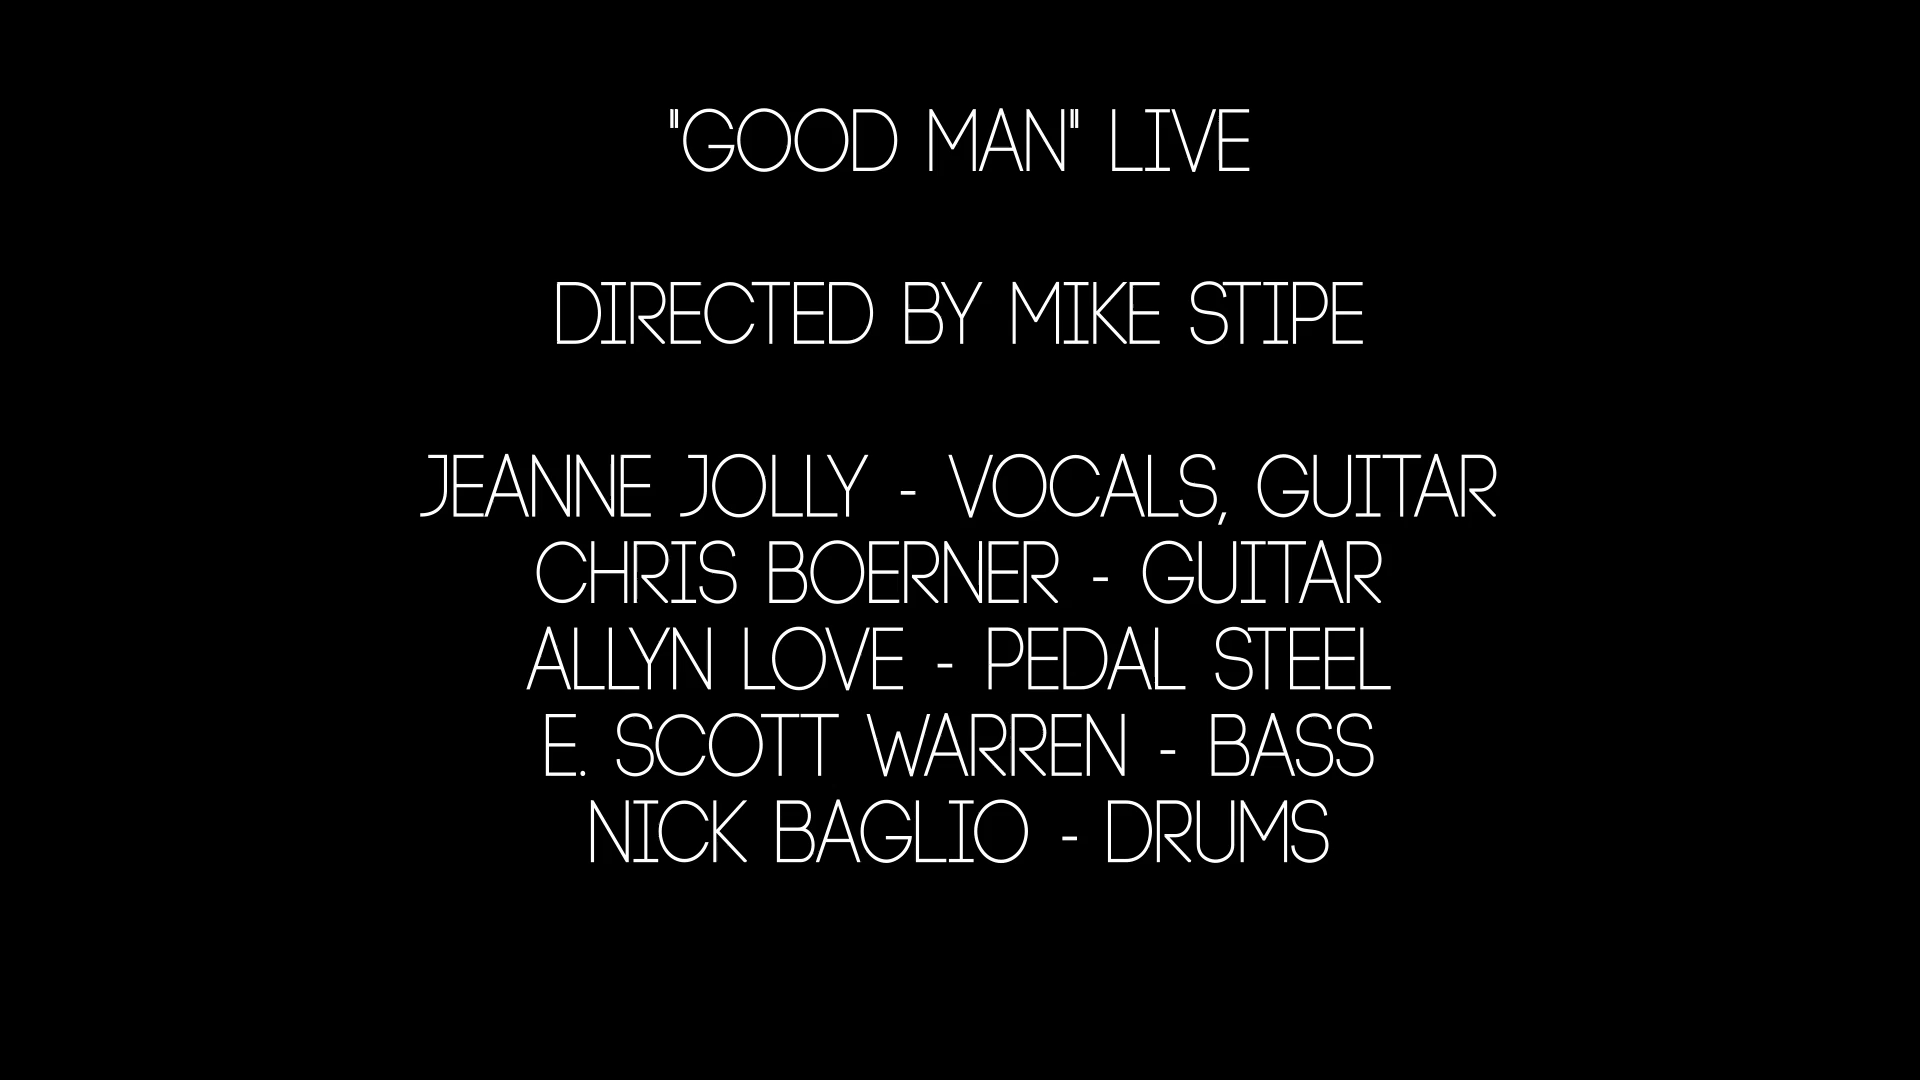 "GOOD MAN" LIVE
DIRECTED BY MIKE STIPE
JEANNE JOLLY - VOCALS, GUITAR
CHRIS BOERNER - GUITAR
ALLYN LOVE - PEDAL STEEL
E. SCOTT WARREN - BASS
NICK BAGLIO - DRUMS